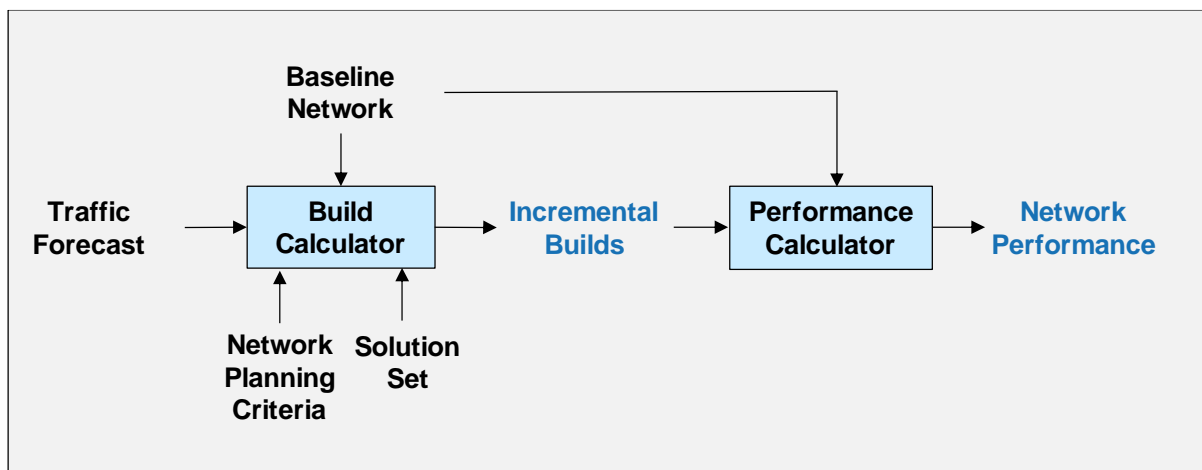 Baseline
Network
Traffic
Forecast
Build
Calculator
Incremental
Builds
Performance
Calculator
Network
Performance
Network
Planning
Criteria
Solution
Set